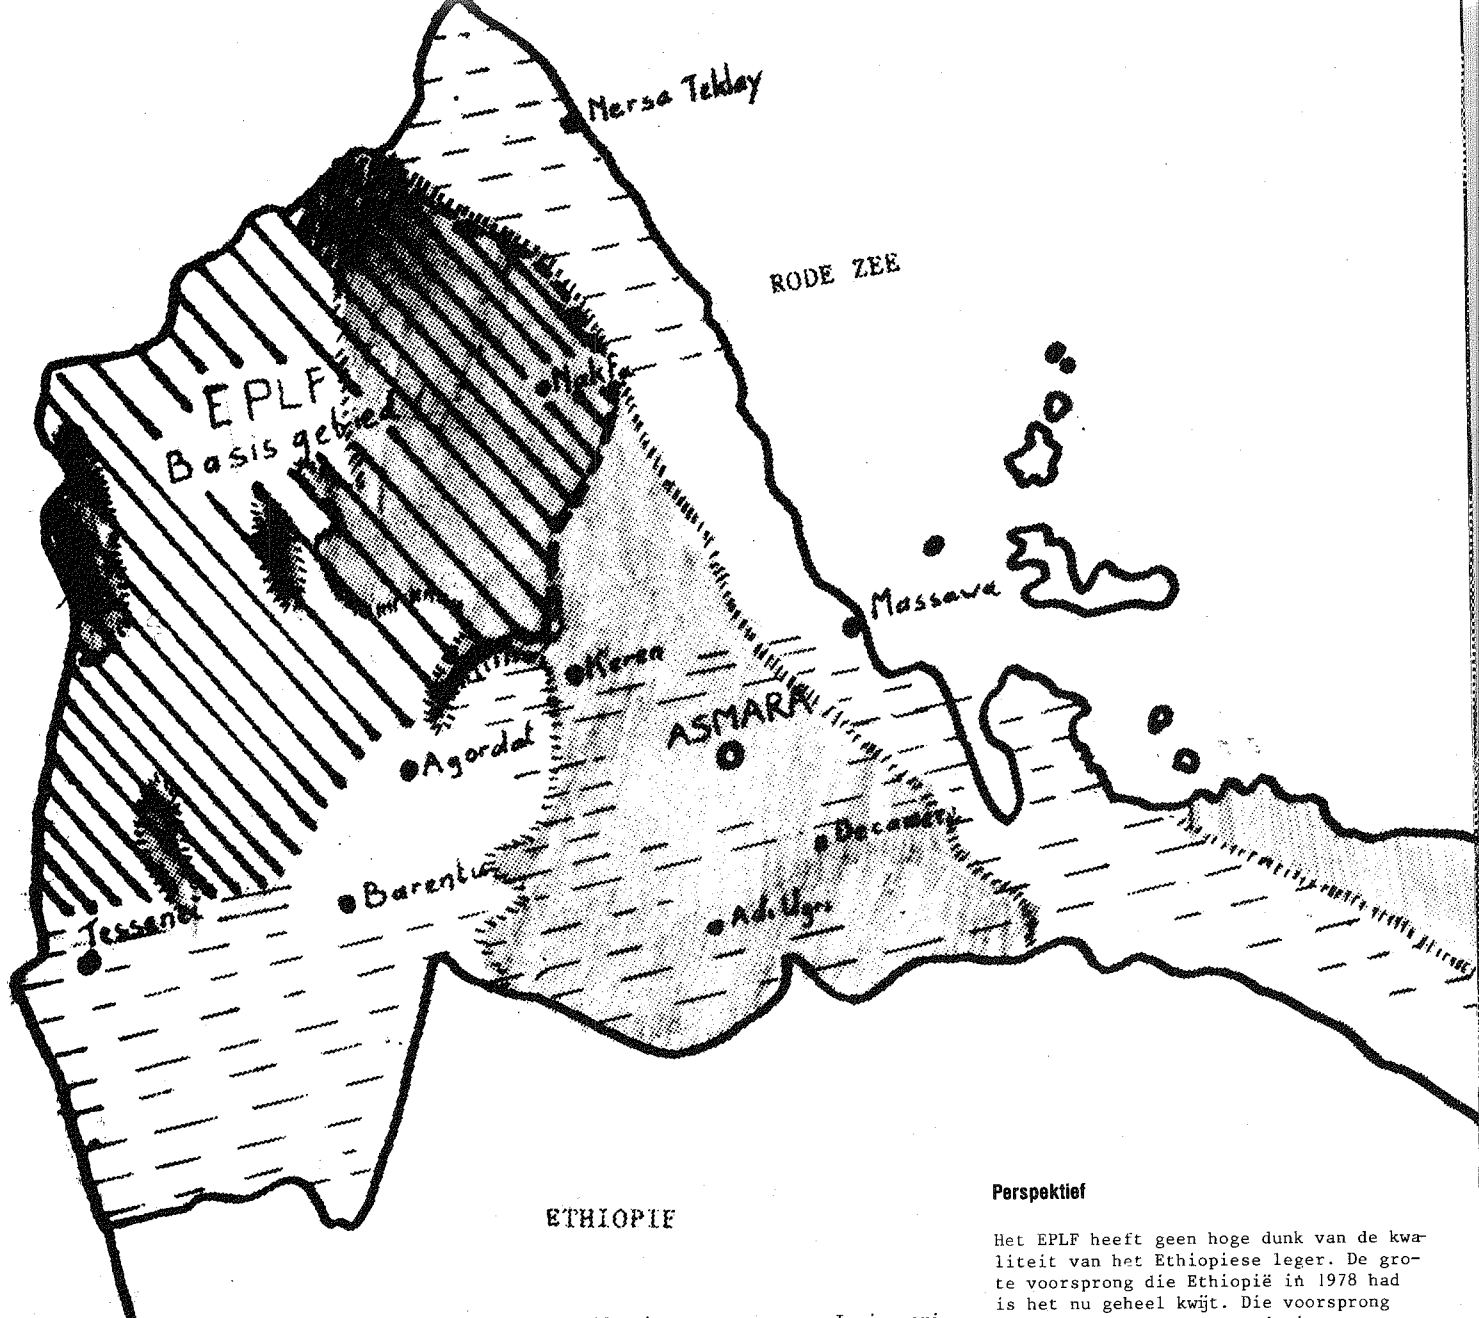 Mersa Teklay
RODE ZEE
EPLF
Basis gebied
Nakfa
Massawa
Keren
ASMARA
Agordat
Decamer
Barentu
Adi Ugri
Tessenei
ETHIOPIE
Perspektief
Het EPLF heeft geen hoge dunk van de kwa-
liteit van het Ethiopiese leger. De gro-
te voorsprong die Ethiopië in 1978 had
is het nu geheel kwijt. Die voorsprong